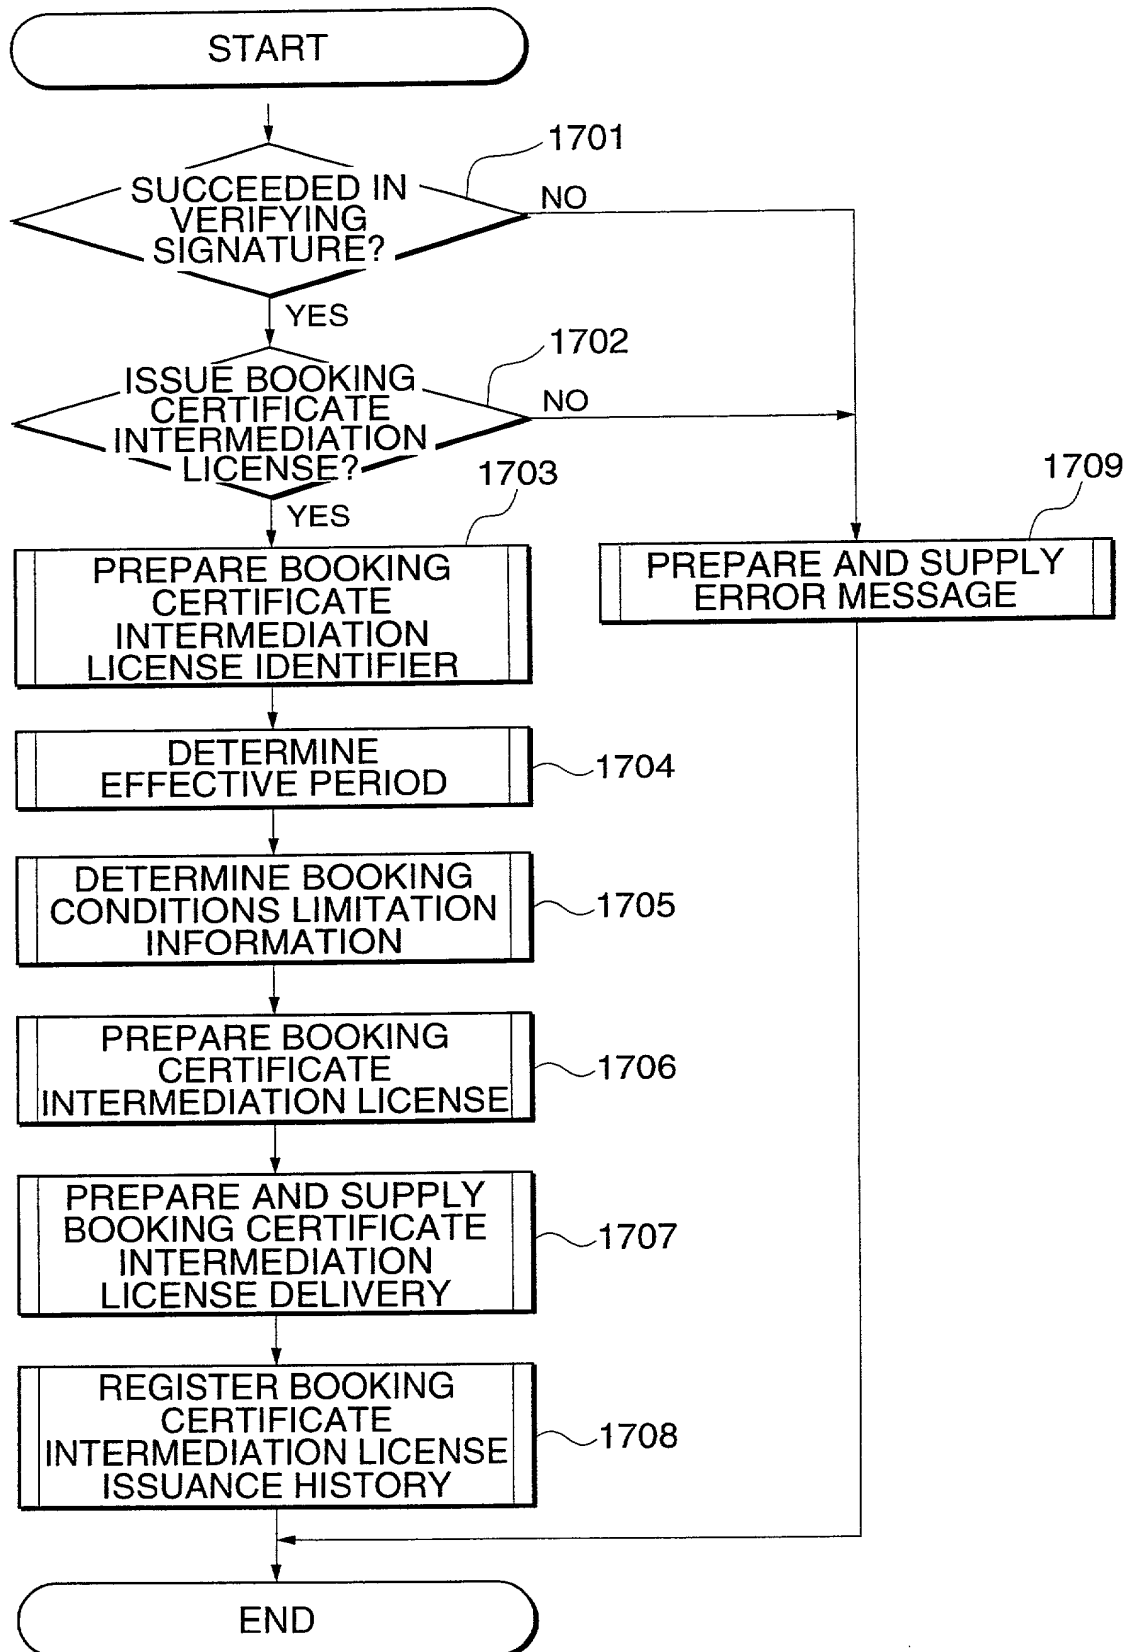 START
1701
SUCCEEDED IN
VERIFYING
SIGNATURE?
NO
YES
1702
ISSUE BOOKING
CERTIFICATE
INTERMEDIATION
LICENSE?
NO
YES
1703
PREPARE BOOKING
CERTIFICATE
INTERMEDIATION
LICENSE IDENTIFIER
1709
PREPARE AND SUPPLY
ERROR MESSAGE
DETERMINE
EFFECTIVE PERIOD
1704
DETERMINE BOOKING
CONDITIONS LIMITATION
INFORMATION
1705
PREPARE BOOKING
CERTIFICATE
INTERMEDIATION LICENSE
1706
PREPARE AND SUPPLY
BOOKING CERTIFICATE
INTERMEDIATION
LICENSE DELIVERY
1707
REGISTER BOOKING
CERTIFICATE
INTERMEDIATION LICENSE
ISSUANCE HISTORY
1708
END